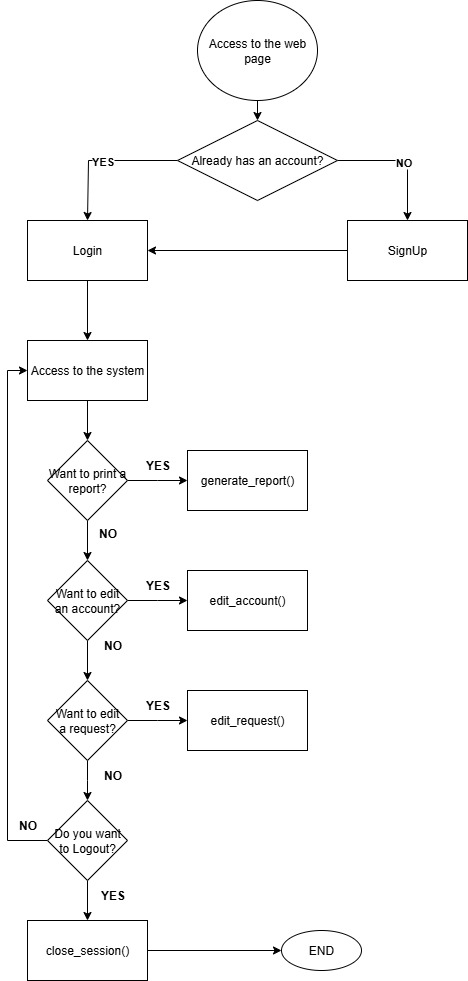 Access to the web
page
Already has an account?
YES
NO
Login
SignUp
Access to the system
Want to print a
report?
YES
generate_report()
NO
Want to edit
an account?
YES
edit_account()
NO
Want to edit
a request?
YES
edit_request()
NO
Do you want
to Logout?
NO
YES
close_session()
END